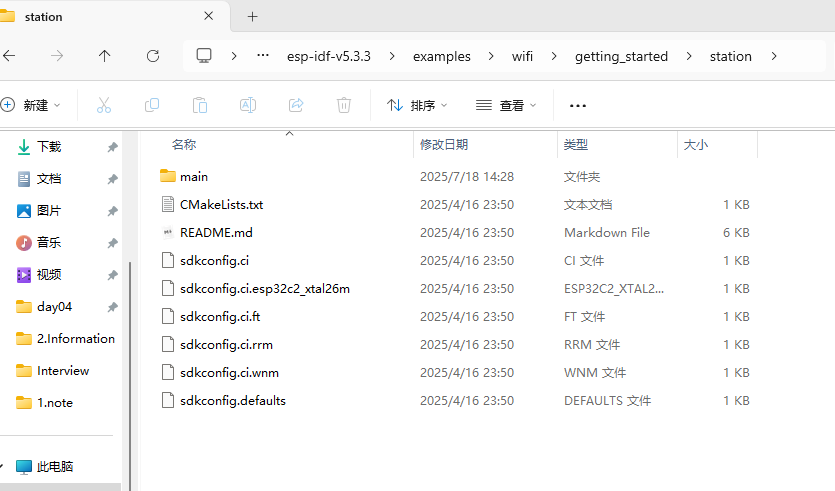 station
esp-idf-v5.3.3 examples wifi getting_started station
新建 排序 查看
名称 修改日期 类型 大小
下载
文档
图片
音乐
视频
day04
2.Information
Interview
1.note
此电脑
main 2025/7/18 14:28 文件夹
CMakeLists.txt 2025/4/16 23:50 文本文档 1 KB
README.md 2025/4/16 23:50 Markdown File 6 KB
sdkconfig.ci 2025/4/16 23:50 CI 文件 1 KB
sdkconfig.ci.esp32c2_xtal26m 2025/4/16 23:50 ESP32C2_XTAL2... 1 KB
sdkconfig.ci.ft 2025/4/16 23:50 FT 文件 1 KB
sdkconfig.ci.rrm 2025/4/16 23:50 RRM 文件 1 KB
sdkconfig.ci.wnm 2025/4/16 23:50 WNM 文件 1 KB
sdkconfig.defaults 2025/4/16 23:50 DEFAULTS 文件 1 KB